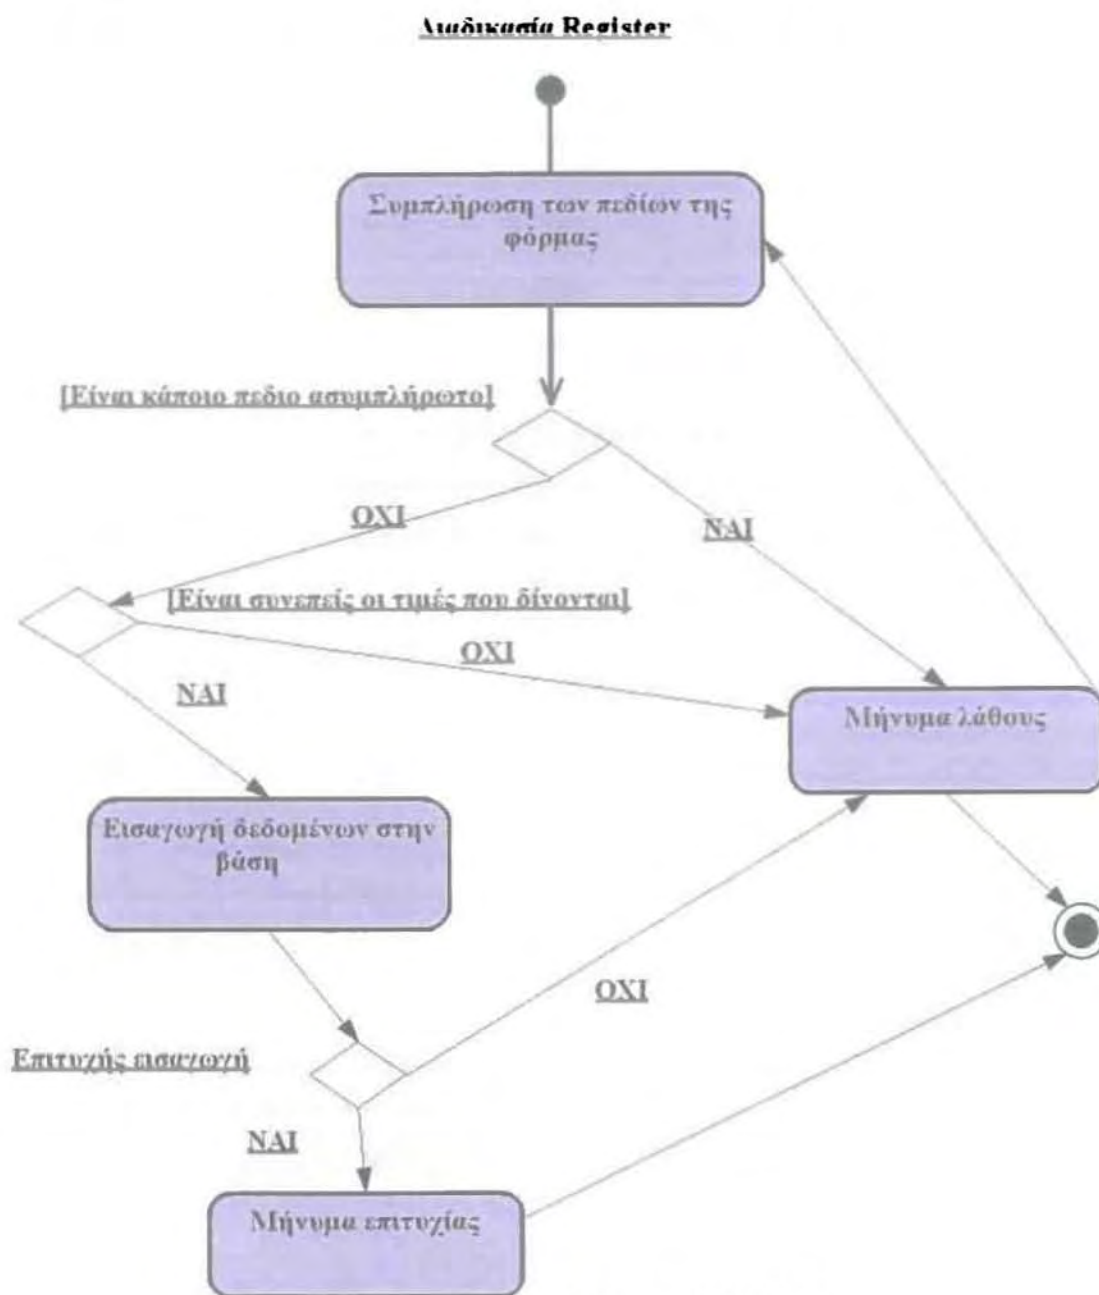 Διαδικασία Register
Συμπλήρωση των πεδίων της
φόρμας
[Είναι κάποιο πεδιο ασυμπλήρωτο]
ΟΧΙ
ΝΑΙ
[Είναι συνεπείς οι τιμές που δίνονται]
ΟΧΙ
ΝΑΙ
Μήνυμα λάθους
Εισαγωγή δεδομένων στην
βάση
ΟΧΙ
Επιτυχής εισαγωγή
ΝΑΙ
Μήνυμα επιτυχίας